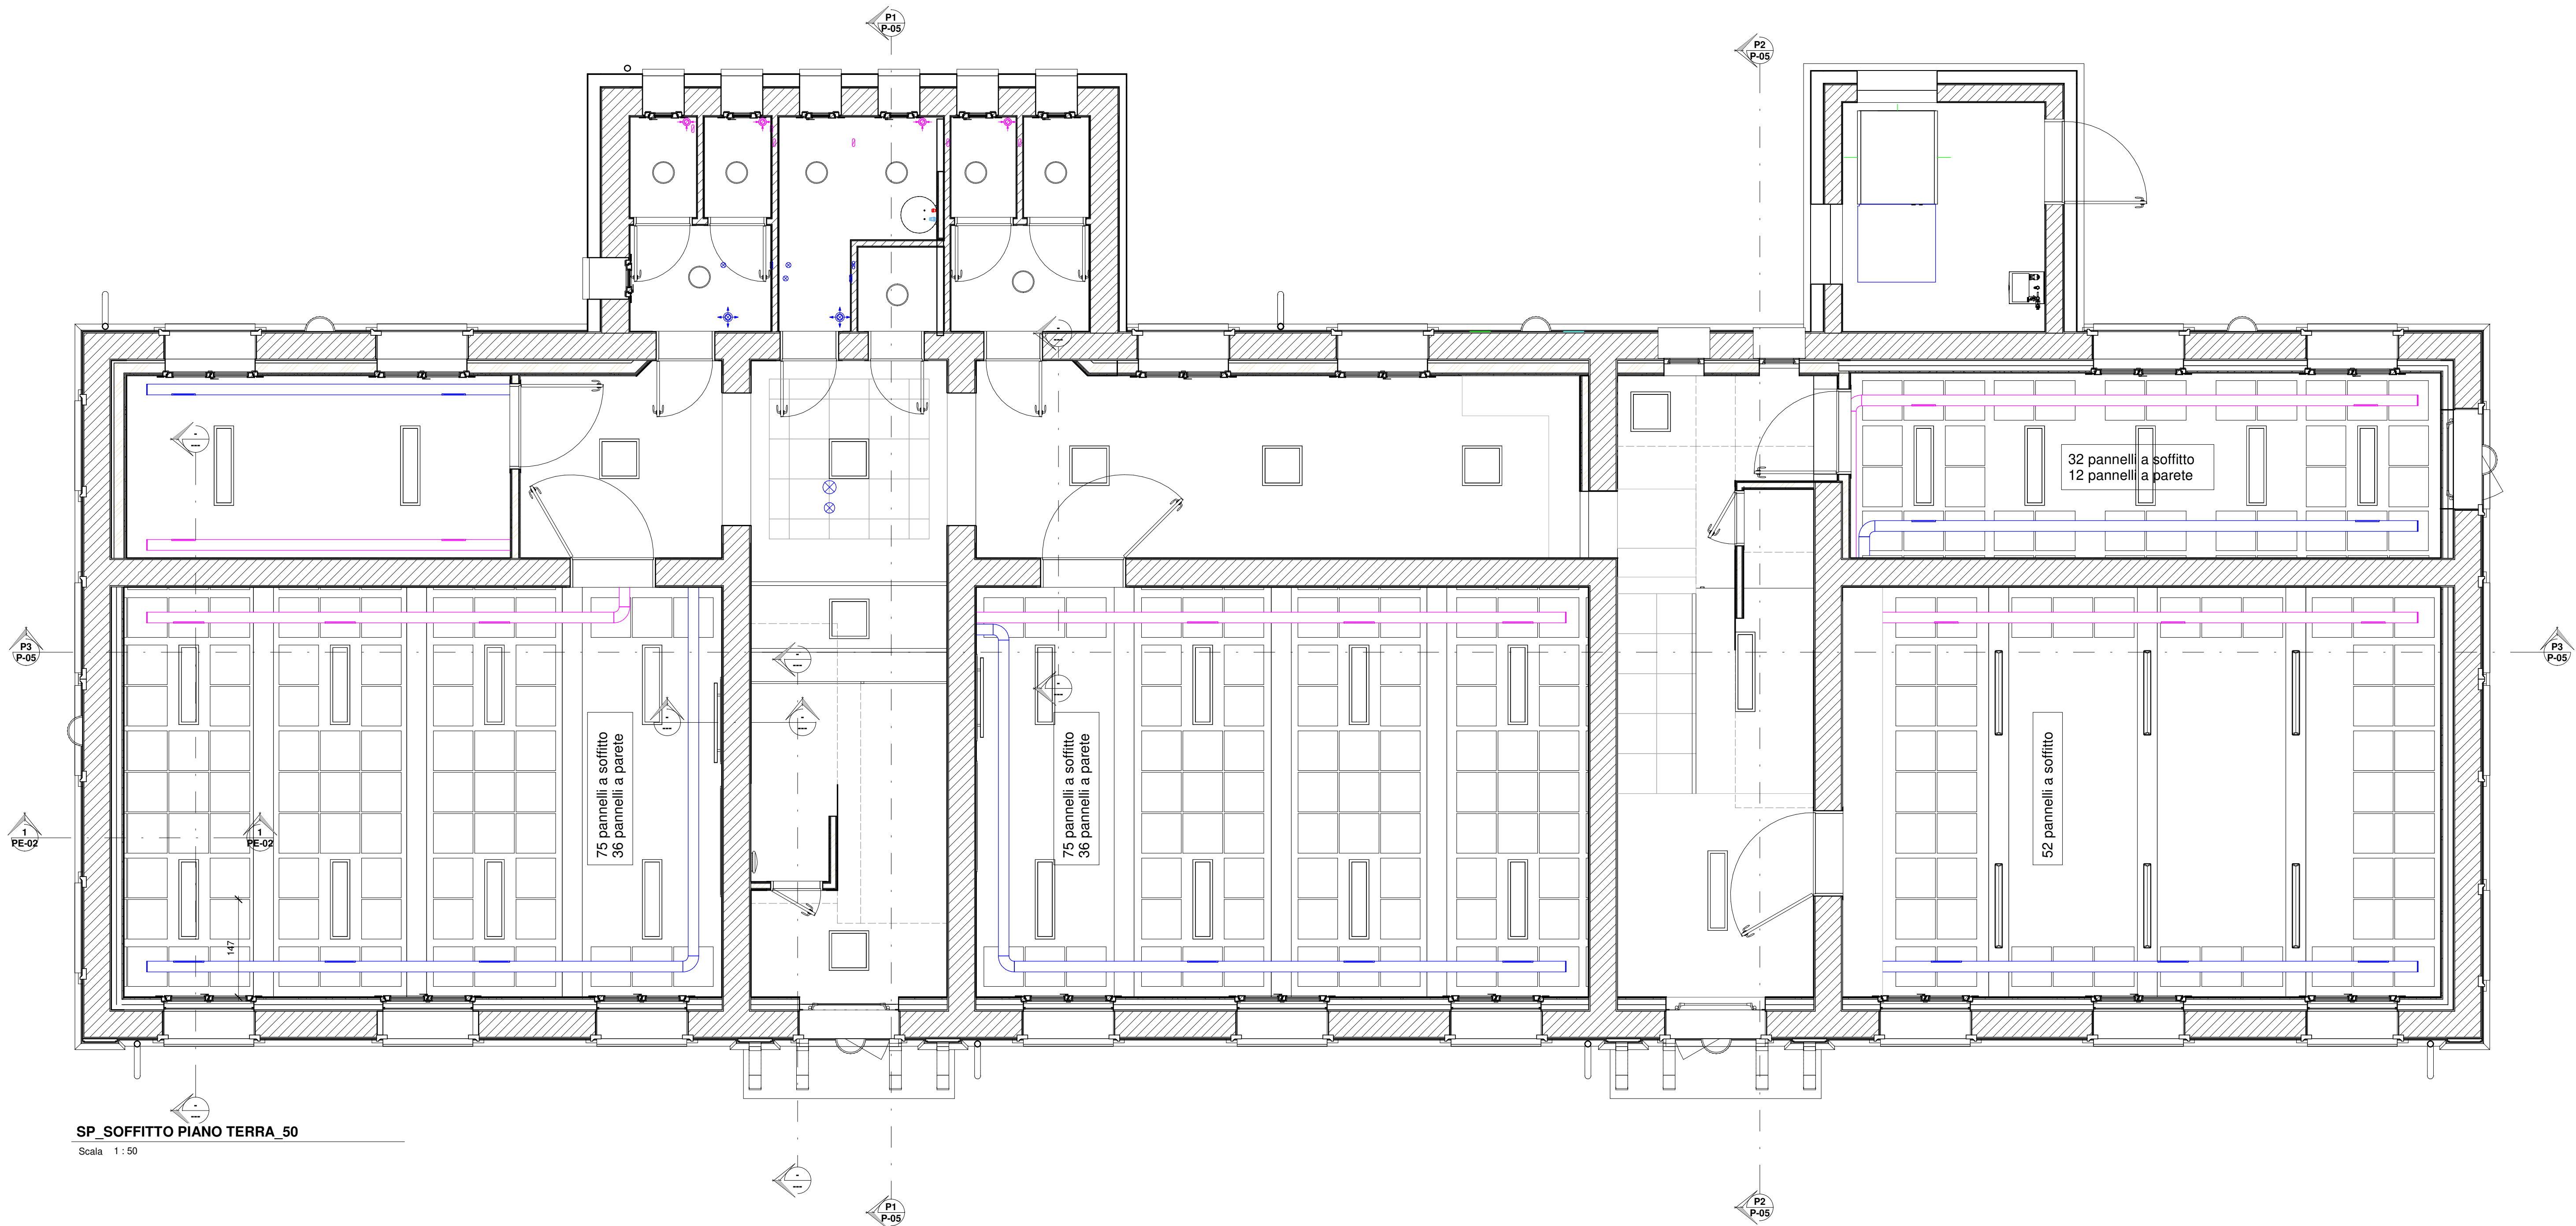 P1
P-05
P2
P-05
-
---
-
---
32 pannelli a soffitto
12 pannelli a parete
P3
P-05
P3
P-05
-
---
-
---
-
---
-
---
75 pannelli a soffitto
36 pannelli a parete
75 pannelli a soffitto
36 pannelli a parete
52 pannelli a soffitto
1
PE-02
1
PE-02
147
-
---
SP_SOFFITTO PIANO TERRA_50
Scala 1 : 50
-
---
P1
P-05
P2
P-05